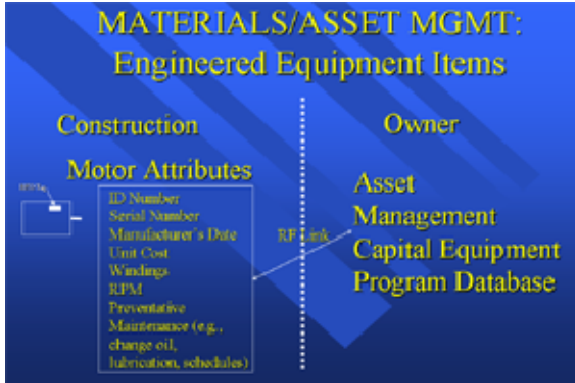 MATERIALS/ASSET MGMT:
Engineered Equipment Items
Construction
Owner
Motor Attributes
ID Number
Serial Number
Manufacturer's Date
Unit Cost
Windings
RPM
Preventative
Maintenance (e.g.,
change oil,
lubrication, schedules)
RF Link
Asset
Management
Capital Equipment
Program Database